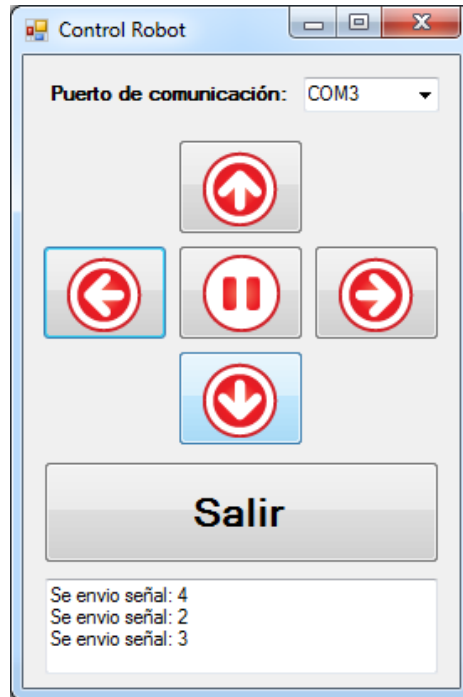 Control Robot
Puerto de comunicación: COM3
Salir
Se envio señal: 4
Se envio señal: 2
Se envio señal: 3